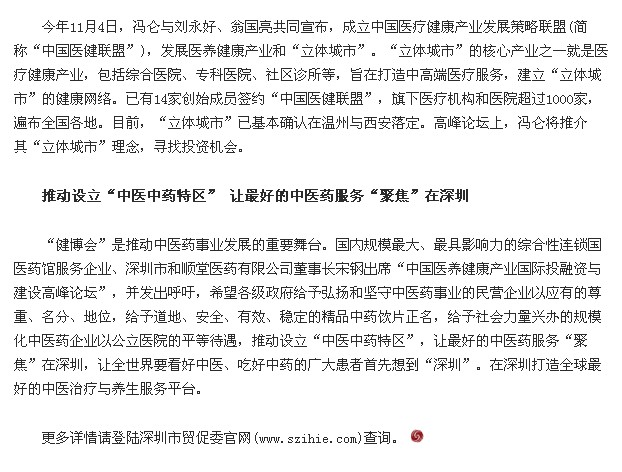 今年11月4日，冯仑与刘永好、翁国亮共同宣布，成立中国医疗健康产业发展策略联盟(简
称“中国医健联盟”)，发展医养健康产业和“立体城市”。“立体城市”的核心产业之一就是医
疗健康产业，包括综合医院、专科医院、社区诊所等，旨在打造中高端医疗服务，建立“立体城
市”的健康网络。已有14家创始成员签约“中国医健联盟”，旗下医疗机构和医院超过1000家，
遍布全国各地。目前，“立体城市”已基本确认在温州与西安落定。高峰论坛上，冯仑将推介
其“立体城市”理念，寻找投资机会。
推动设立“中医中药特区” 让最好的中医药服务“聚焦”在深圳
“健博会”是推动中医药事业发展的重要舞台。国内规模最大、最具影响力的综合性连锁国
医药馆服务企业、深圳市和顺堂医药有限公司董事长宋钢出席“中国医养健康产业国际投融资与
建设高峰论坛”，并发出呼吁，希望各级政府给予弘扬和坚守中医药事业的民营企业以应有的尊
重、名分、地位，给予道地、安全、有效、稳定的精品中药饮片正名，给予社会力量兴办的规模
化中医药企业以公立医院的平等待遇，推动设立“中医中药特区”，让最好的中医药服务“聚
焦”在深圳，让全世界要看好中医、吃好中药的广大患者首先想到“深圳”。在深圳打造全球最
好的中医治疗与养生服务平台。
更多详情请登陆深圳市贸促委官网(www.szihie.com)查询。